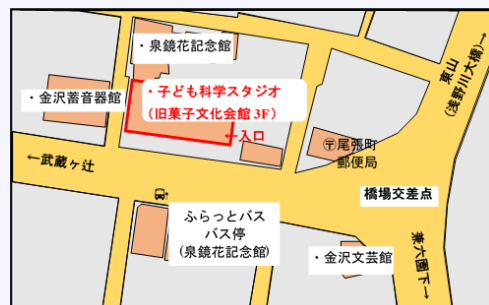 ・泉鏡花記念館
・金沢蓄音器館
・子ども科学スタジオ
（旧菓子文化会館 3F）
←入口
〒尾張町
郵便局
東山
（浅野川大橋）→
←武蔵ヶ辻
橋場交差点
ふらっとバス
バス停
（泉鏡花記念館）
・金沢文芸館
兼六園下→